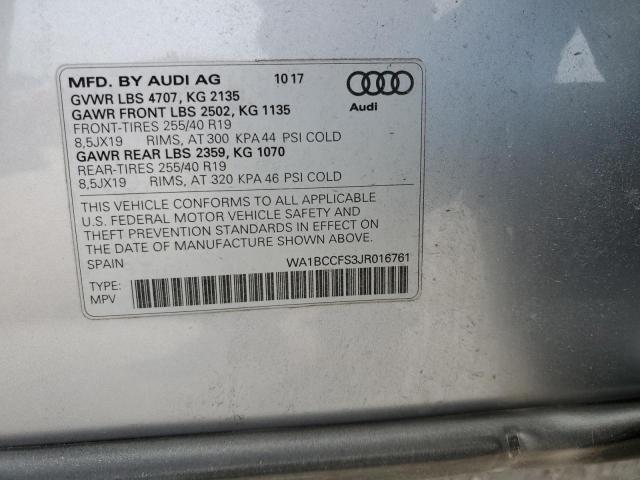 MFD. BY AUDI AG 10 17
GVWR LBS 4707, KG 2135
GAWR FRONT LBS 2502, KG 1135
FRONT-TIRES 255/40 R19
8,5JX19 RIMS, AT 300 KPA 44 PSI COLD
GAWR REAR LBS 2359, KG 1070
REAR-TIRES 255/40 R19
8,5JX19 RIMS, AT 320 KPA 46 PSI COLD
Audi
THIS VEHICLE CONFORMS TO ALL APPLICABLE
U.S. FEDERAL MOTOR VEHICLE SAFETY AND
THEFT PREVENTION STANDARDS IN EFFECT ON
THE DATE OF MANUFACTURE SHOWN ABOVE.
SPAIN WA1BCCFS3JR016761
TYPE:
MPV